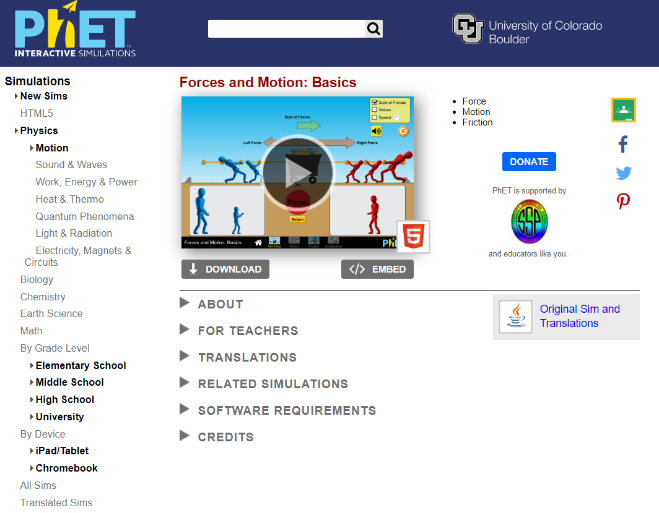 PhET
INTERACTIVE SIMULATIONS
University of Colorado
Boulder
Simulations
New Sims
HTML5
Physics
Motion
Sound & Waves
Work, Energy & Power
Heat & Thermo
Quantum Phenomena
Light & Radiation
Electricity, Magnets &
Circuits
Biology
Chemistry
Earth Science
Math
By Grade Level
Elementary School
Middle School
High School
University
By Device
iPad/Tablet
Chromebook
All Sims
Translated Sims
Forces and Motion: Basics
Sum of Forces
Values
Speed
Sum of Forces
Left Force
Right Force
Return
Forces and Motion: Basics
PhET
5
DOWNLOAD
EMBED
Force
Motion
Friction
DONATE
PhET is supported by
SSP
and educators like you.
ABOUT
FOR TEACHERS
TRANSLATIONS
RELATED SIMULATIONS
SOFTWARE REQUIREMENTS
CREDITS
Original Sim and
Translations